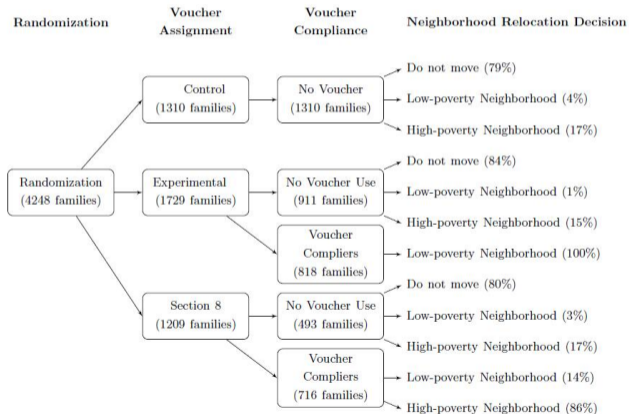 Randomization
Voucher
Assignment
Voucher
Compliance
Neighborhood Relocation Decision
Randomization
(4248 families)
Control
(1310 families)
No Voucher
(1310 families)
Do not move (79%)
Low-poverty Neighborhood (4%)
High-poverty Neighborhood (17%)
Experimental
(1729 families)
No Voucher Use
(911 families)
Do not move (84%)
Low-poverty Neighborhood (1%)
High-poverty Neighborhood (15%)
Voucher
Compliers
(818 families)
Low-poverty Neighborhood (100%)
Section 8
(1209 families)
No Voucher Use
(493 families)
Do not move (80%)
Low-poverty Neighborhood (3%)
High-poverty Neighborhood (17%)
Voucher
Compliers
(716 families)
Low-poverty Neighborhood (14%)
High-poverty Neighborhood (86%)